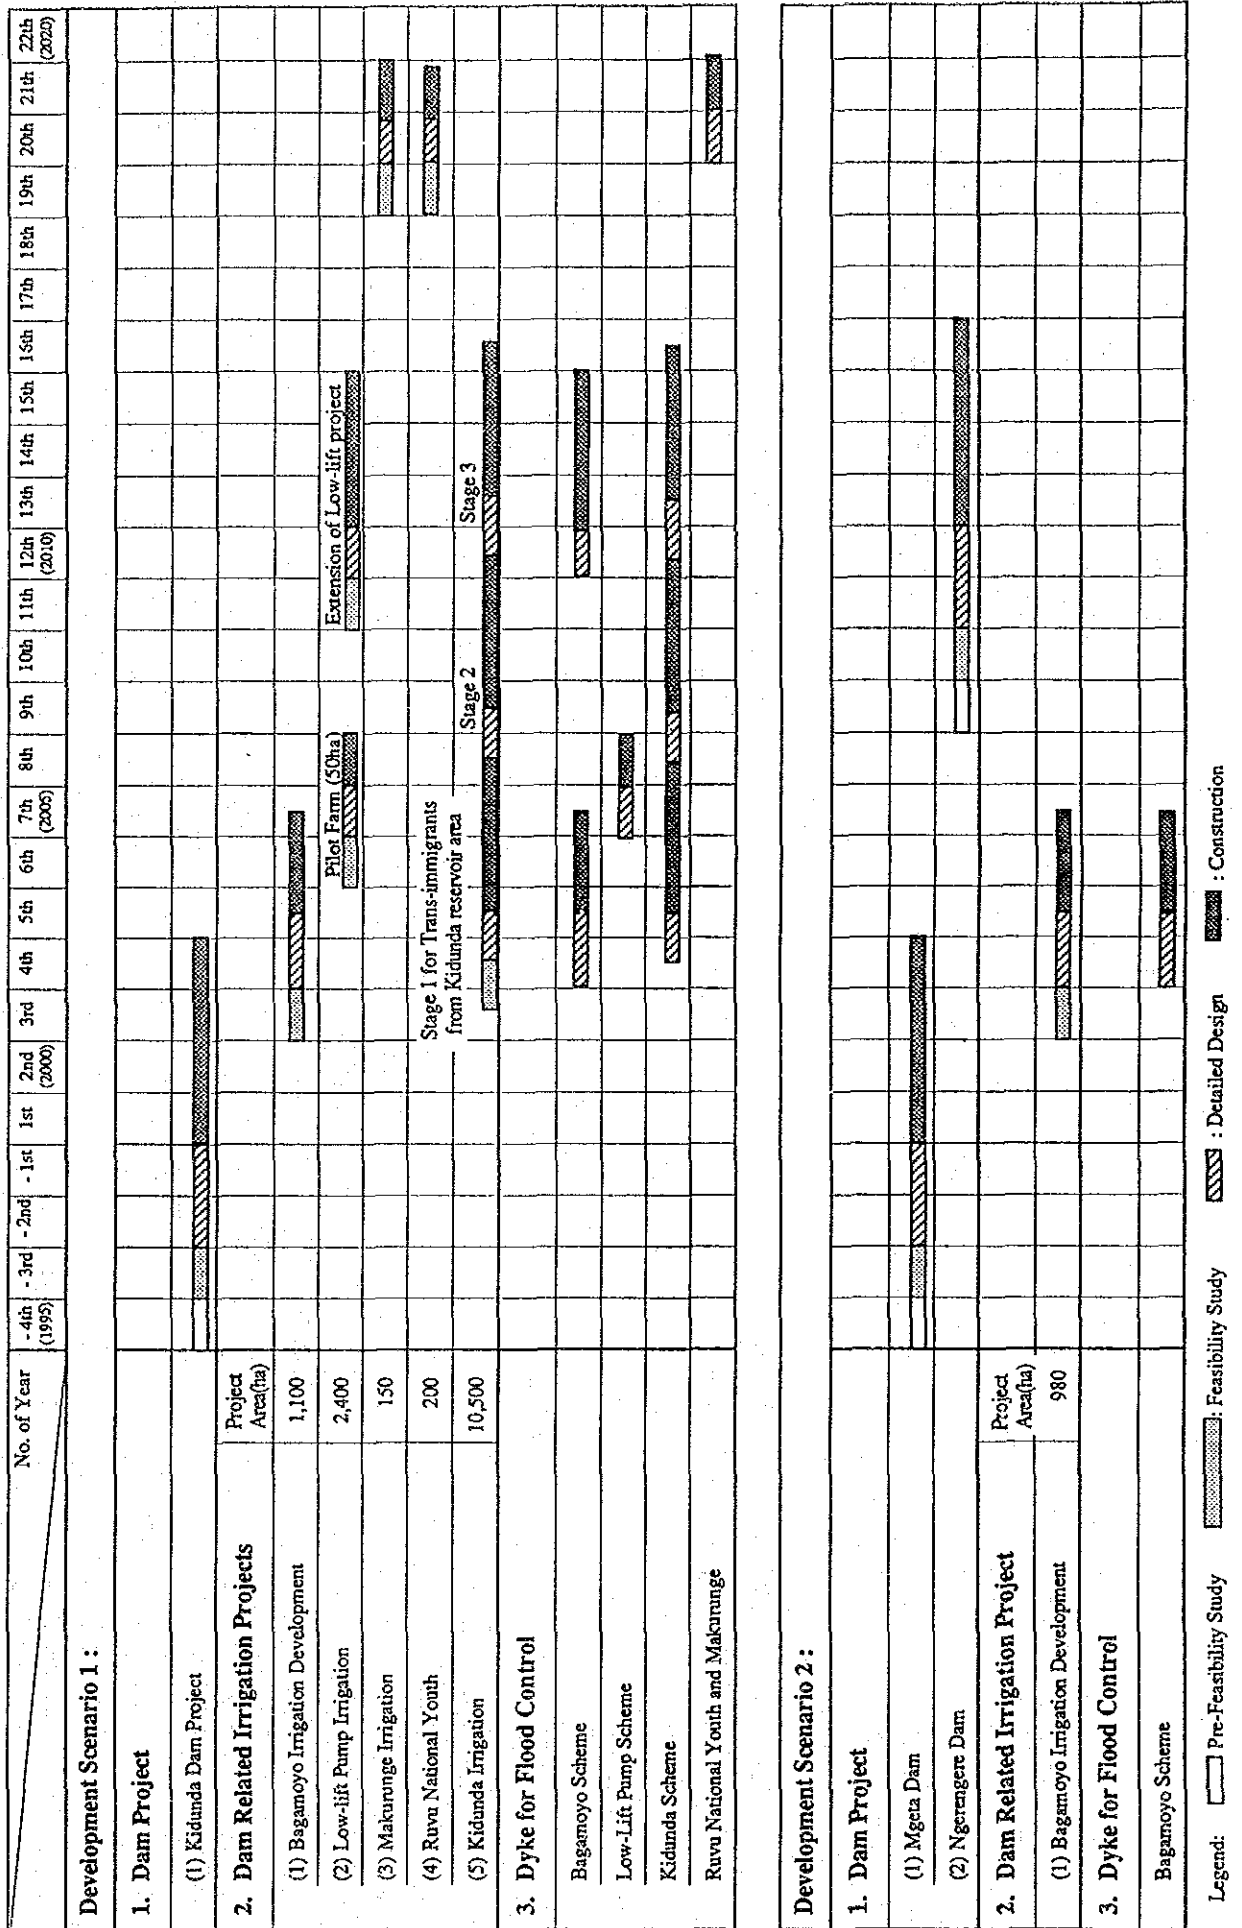 No. of Year
- 4th - 3rd - 2nd - 1st 1st 2nd 3rd 4th 5th 6th 7th 8th 9th 10th 11th 12th 13th 14th 15th 16th 17th 18th 19th 20th 21th 22th
(1995) (2000) (2005) (2010) (2020)
Development Scenario 1 :
1. Dam Project
(1) Kidunda Dam Project
2. Dam Related Irrigation Projects
Project
Area(ha)
(1) Bagamoyo Irrigation Development 1,100
(2) Low-lift Pump Irrigation 2,400
Pilot Farm (50ha)
Extension of Low-lift project
(3) Makurunge Irrigation 150
(4) Ruvu National Youth 200
Stage 1 for Trans-immigrants
from Kidunda reservoir area
(5) Kidunda Irrigation 10,500
Stage 2
Stage 3
3. Dyke for Flood Control
Bagamoyo Scheme
Low-Lift Pump Scheme
Kidunda Scheme
Ruvu National Youth and Makurunge
Development Scenario 2 :
1. Dam Project
(1) Mgeta Dam
(2) Ngerengere Dam
2. Dam Related Irrigation Project
Project
Area(ha)
(1) Bagamoyo Irrigation Development 980
3. Dyke for Flood Control
Bagamoyo Scheme
Legend: Pre-Feasibility Study : Feasibility Study : Detailed Design : Construction